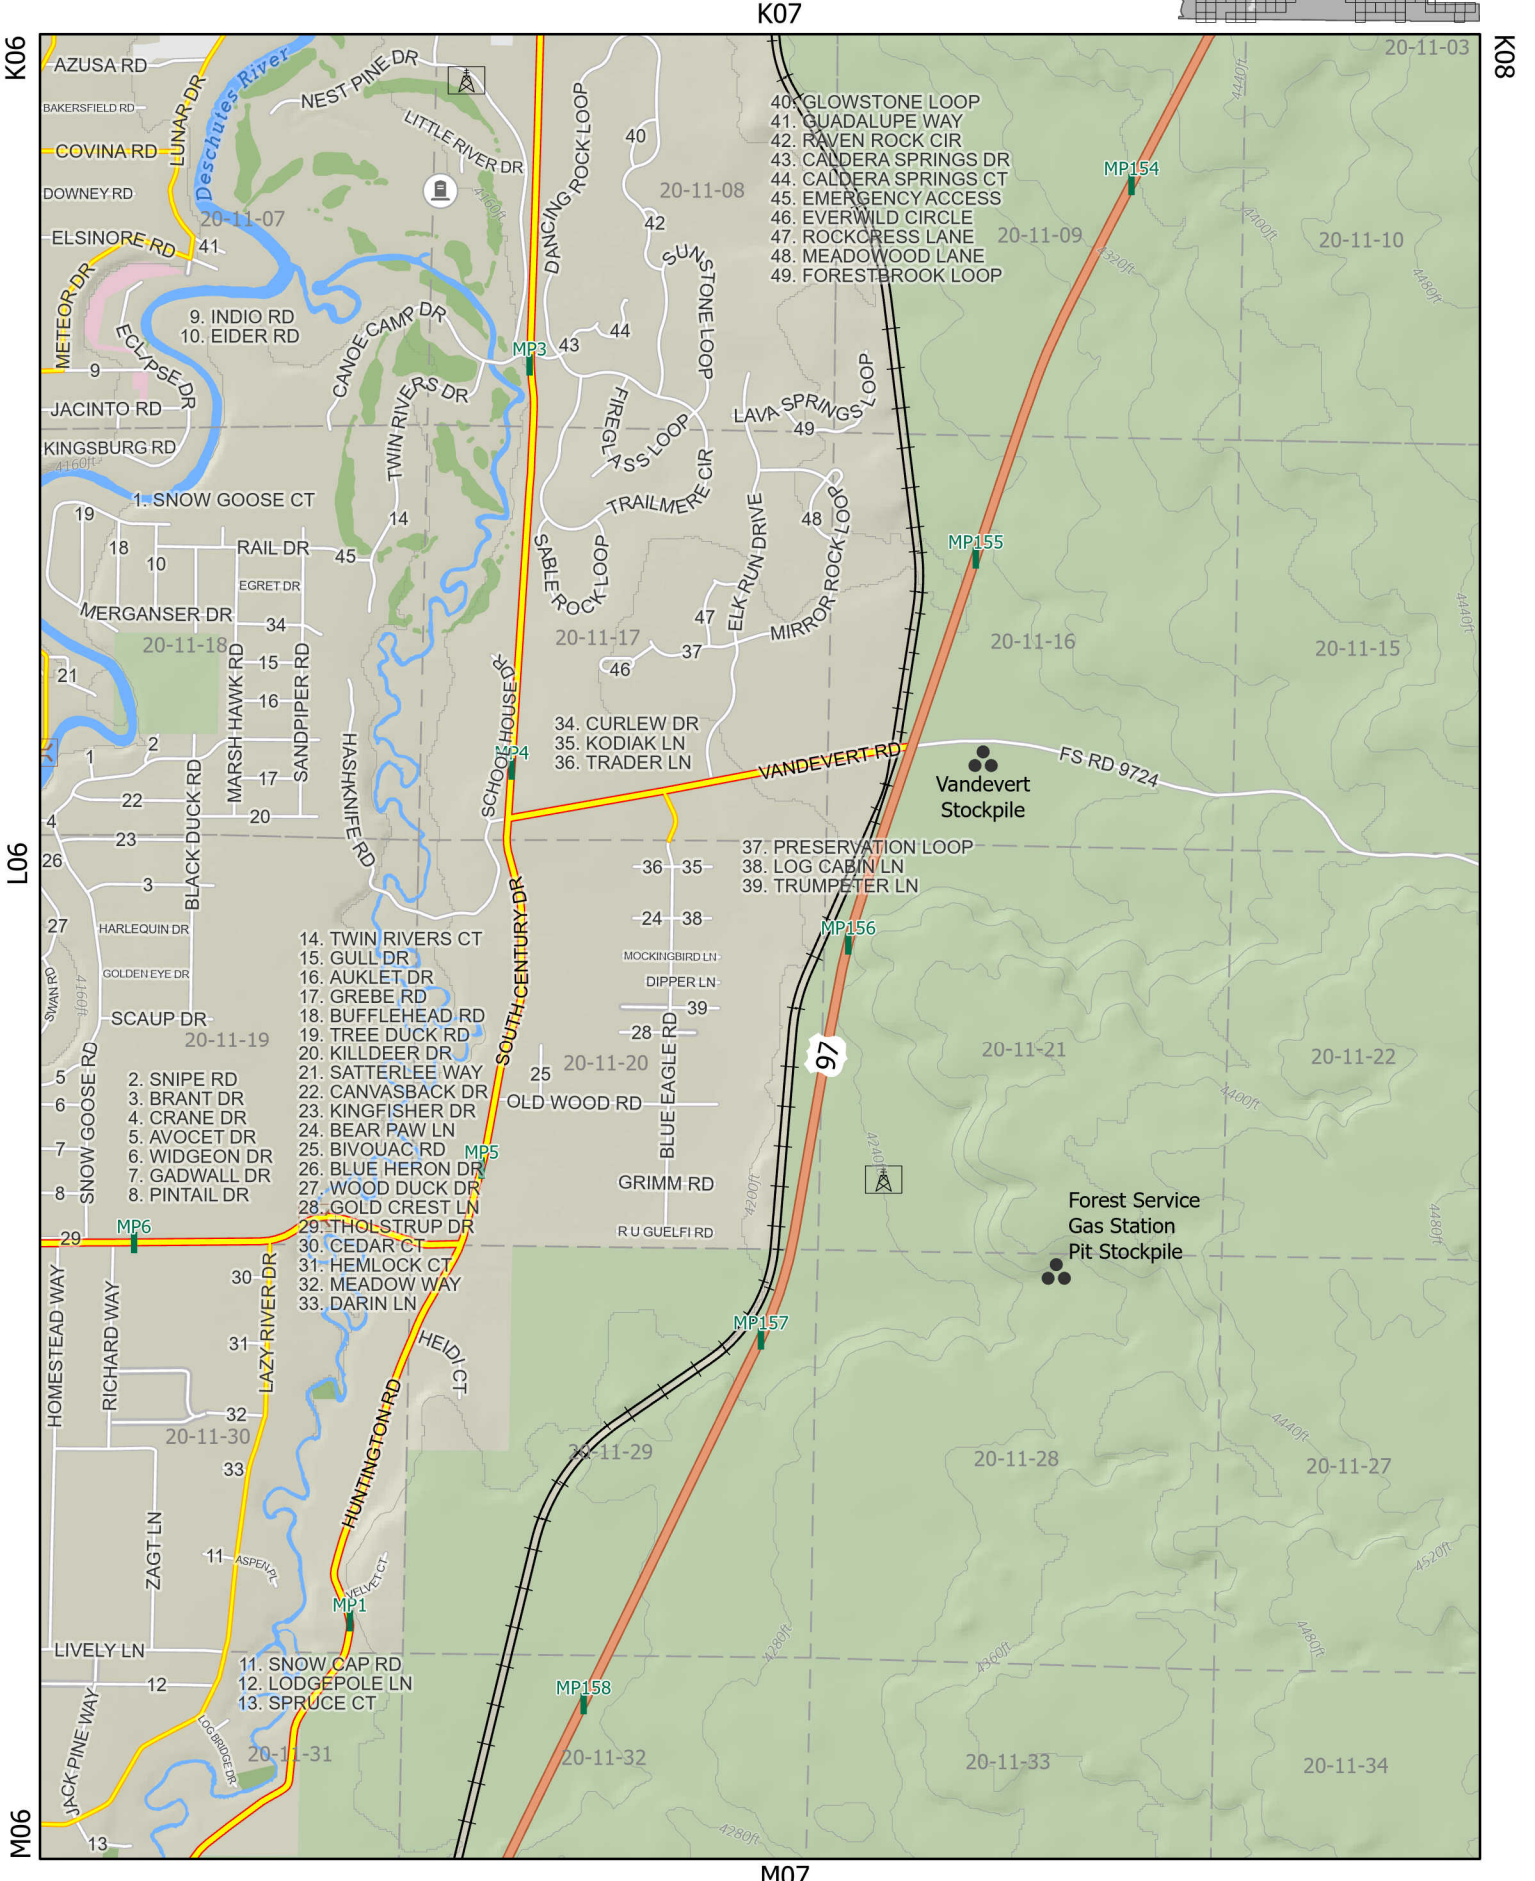 K07
K06
K08
20-11-03
AZUSA RD
BAKERSFIELD RD
COVINA RD
DOWNEY RD
ELSINORE RD
LUNAR DR
METEOR DR
Deschutes River
20-11-07
41
NEST PINE DR
LITTLE RIVER DR
4160ft
DANCING ROCK LOOP
40
20-11-08
42
SUNSTONE LOOP
40. GLOWSTONE LOOP
41. GUADALUPE WAY
42. RAVEN ROCK CIR
43. CALDERA SPRINGS DR
44. CALDERA SPRINGS CT
45. EMERGENCY ACCESS
46. EVERWILD CIRCLE
47. ROCKCRESS LANE
48. MEADOWOOD LANE
49. FORESTBROOK LOOP
20-11-09
MP154
4440ft
4400ft
4320ft
20-11-10
4480ft
9. INDIO RD
10. EIDER RD
ECLIPSE DR
9
JACINTO RD
KINGSBURG RD
4160ft
CANOE CAMP DR
TWIN RIVERS DR
MP3
43
44
FIREGLASS LOOP
LAVA SPRINGS LOOP
49
1. SNOW GOOSE CT
19
18
10
RAIL DR
45
14
EGRET DR
MERGANSER DR
34
20-11-18
TRAILMERE CIR
SABLE ROCK LOOP
ELK RUN DRIVE
48
MIRROR ROCK LOOP
47
37
46
20-11-17
MP155
20-11-16
20-11-15
4440ft
21
MARSH HAWK RD
SANDPIPER RD
15
16
17
HASHKNIFE RD
SCHOOL HOUSE DR
MP4
34. CURLEW DR
35. KODIAK LN
36. TRADER LN
VANDEVERT RD
FS RD 9724
Vandevert
Stockpile
L06
1
2
22
BLACK DUCK RD
20
4
23
26
3
27
HARLEQUIN DR
GOLDEN EYE DR
SWAN RD
4160ft
SCAUP DR
20-11-19
36
35
24
38
MOCKINGBIRD LN
DIPPER LN
39
28
37. PRESERVATION LOOP
38. LOG CABIN LN
39. TRUMPETER LN
MP156
SOUTH CENTURY DR
14. TWIN RIVERS CT
15. GULL DR
16. AUKLET DR
17. GREBE RD
18. BUFFLEHEAD RD
19. TREE DUCK RD
20. KILLDEER DR
21. SATTERLEE WAY
22. CANVASBACK DR
23. KINGFISHER DR
24. BEAR PAW LN
25. BIVOUAC RD
26. BLUE HERON DR
27. WOOD DUCK DR
28. GOLD CREST LN
29. THOLSTRUP DR
30. CEDAR CT
31. HEMLOCK CT
32. MEADOW WAY
33. DARIN LN
2. SNIPE RD
3. BRANT DR
4. CRANE DR
5. AVOCET DR
6. WIDGEON DR
7. GADWALL DR
8. PINTAIL DR
SNOW GOOSE RD
5
6
7
8
29
MP6
20-11-20
25
OLD WOOD RD
BLUE EAGLE RD
MP5
GRIMM RD
R U GUELFI RD
4200ft
97
4240ft
20-11-21
20-11-22
4400ft
4480ft
Forest Service
Gas Station
Pit Stockpile
HOMESTEAD WAY
RICHARD WAY
LAZY RIVER DR
30
31
32
33
20-11-30
HEIDI CT
HUNTINGTON RD
MP157
20-11-29
20-11-28
4440ft
20-11-27
4520ft
ZAGT LN
11
ASPEN PL
VELVET CT
MP1
LIVELY LN
12
11. SNOW CAP RD
12. LODGEPOLE LN
13. SPRUCE CT
JACK PINE WAY
LOG BRIDGE DR
20-11-31
13
MP158
20-11-32
4280ft
4280ft
4360ft
4480ft
20-11-33
20-11-34
M06
M07